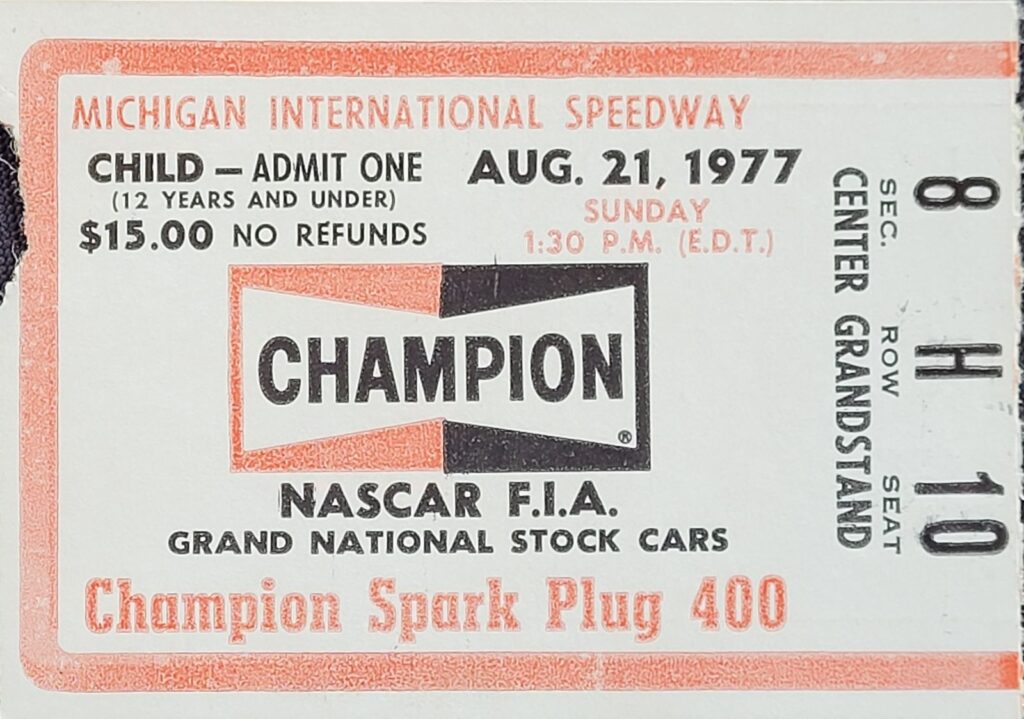 MICHIGAN INTERNATIONAL SPEEDWAY
CHILD — ADMIT ONE
(12 YEARS AND UNDER)
$15.00 NO REFUNDS
AUG. 21, 1977
SUNDAY
1:30 P.M. (E.D.T.)
CHAMPION
®
NASCAR F.I.A.
GRAND NATIONAL STOCK CARS
Champion Spark Plug 400
CENTER GRANDSTAND
SEC. ROW SEAT
8 H 10